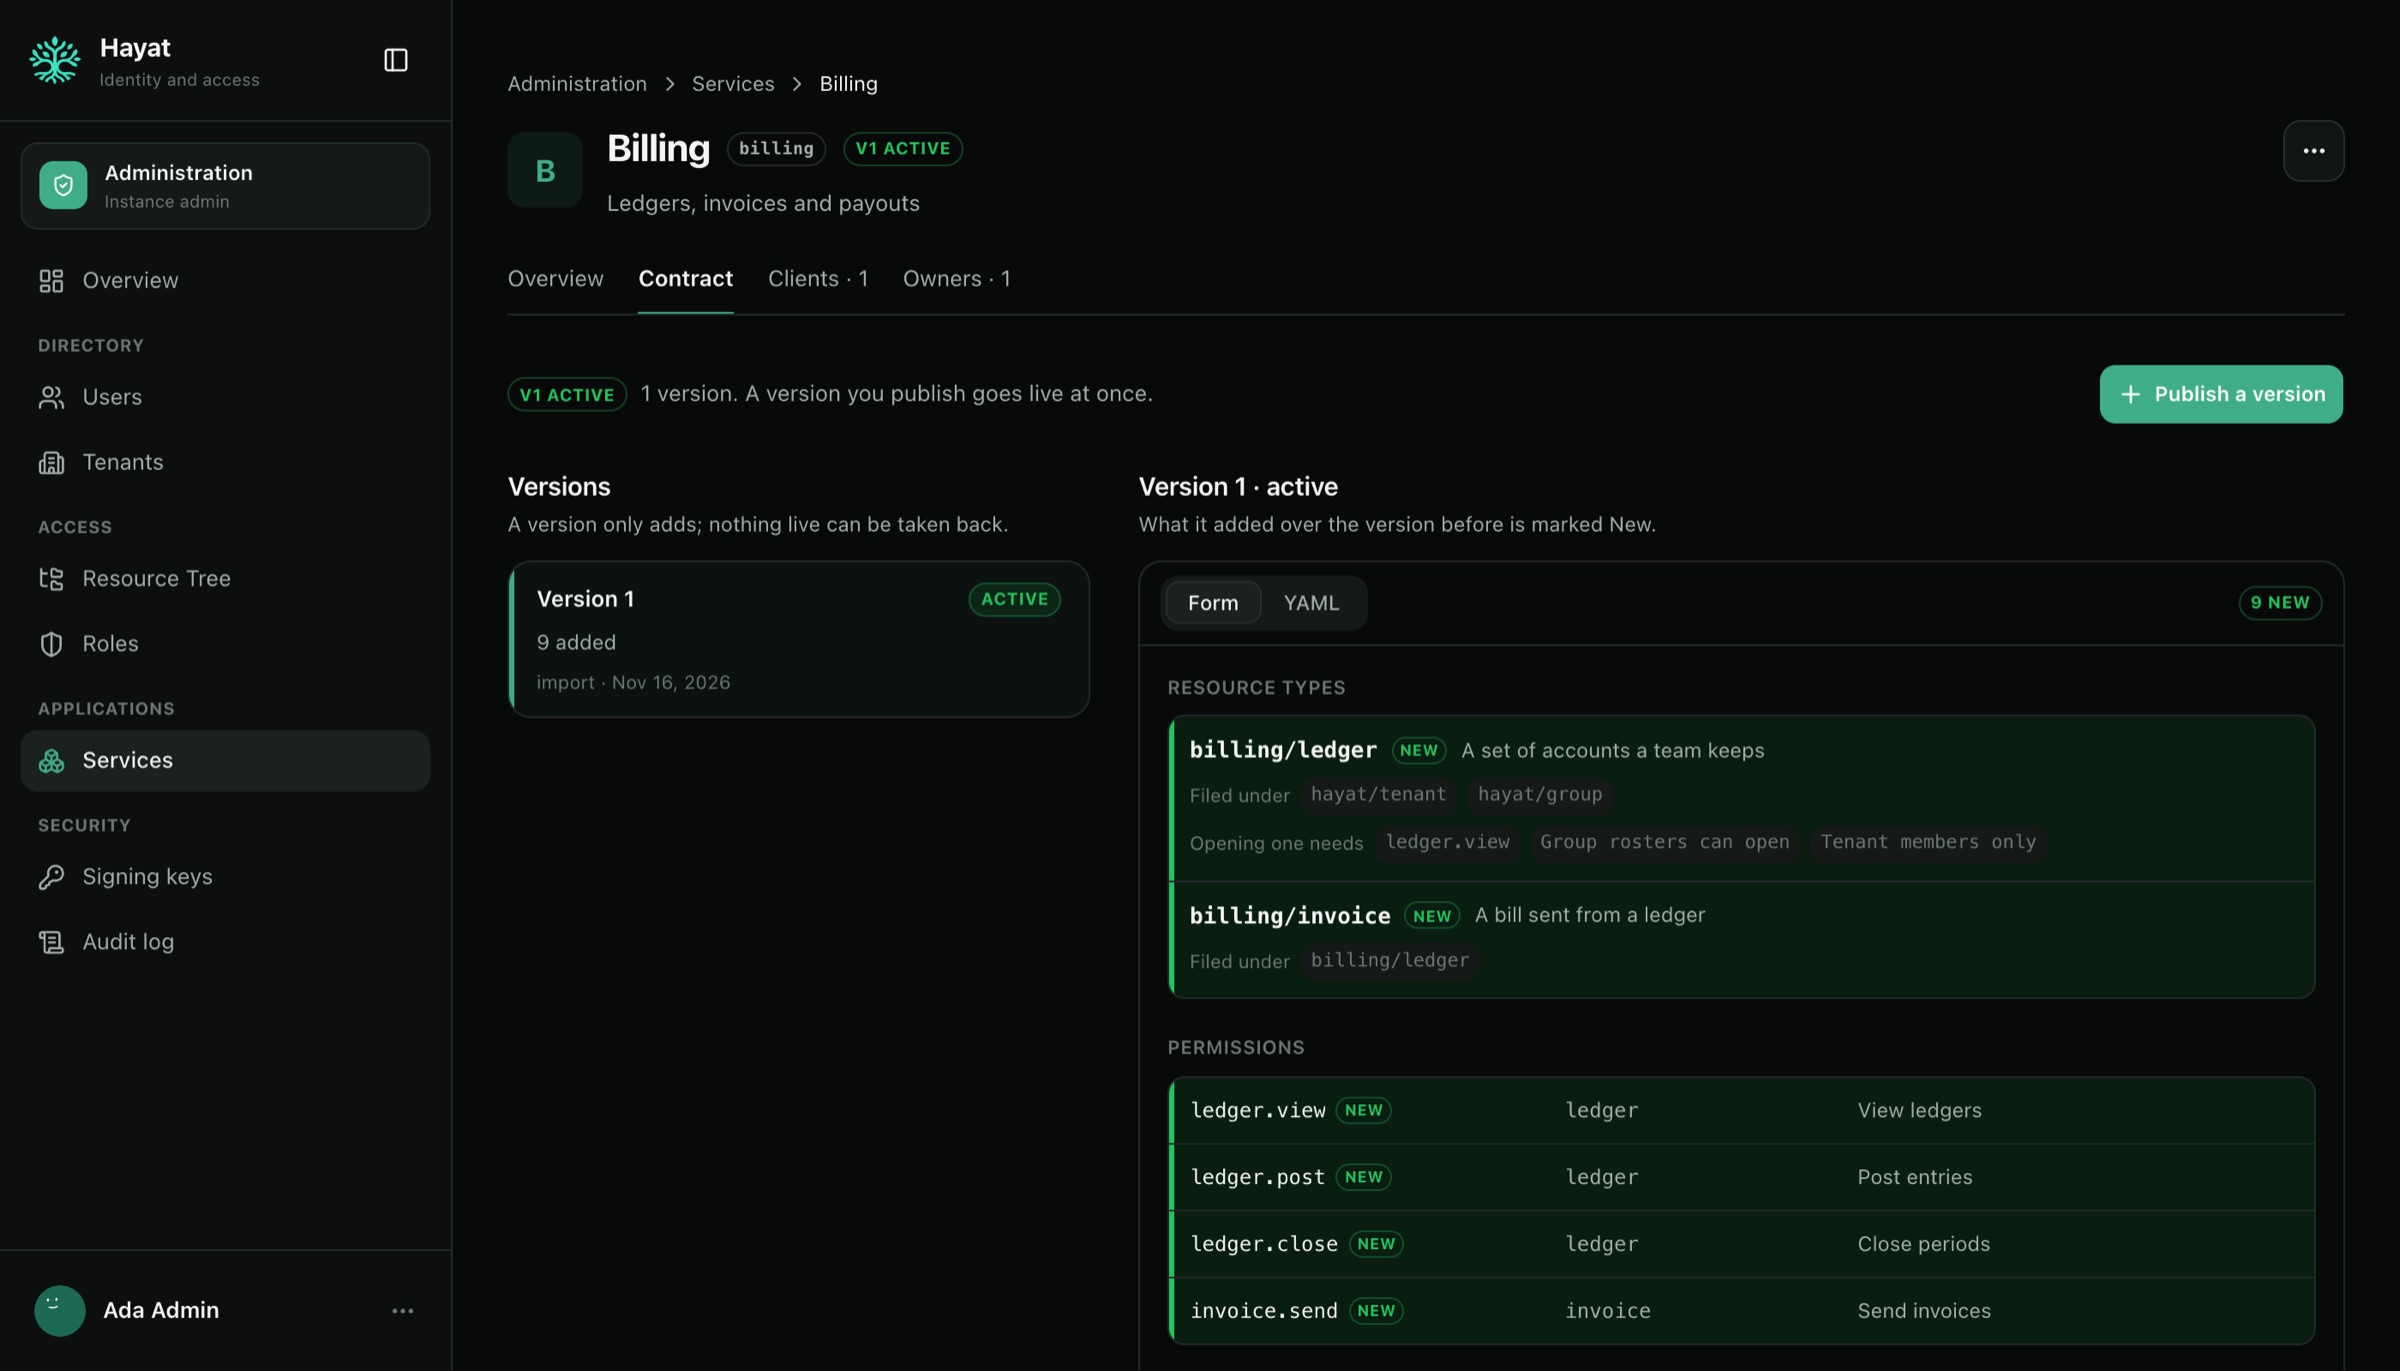 Hayat
Identity and access
Administration
Instance admin
Overview
DIRECTORY
Users
Tenants
ACCESS
Resource Tree
Roles
APPLICATIONS
Services
SECURITY
Signing keys
Audit log
Ada Admin
Administration > Services > Billing
B
Billing billing V1 ACTIVE
Ledgers, invoices and payouts
Overview Contract Clients · 1 Owners · 1
V1 ACTIVE 1 version. A version you publish goes live at once.
+ Publish a version
Versions
A version only adds; nothing live can be taken back.
Version 1 ACTIVE
9 added
import · Nov 16, 2026
Version 1 · active
What it added over the version before is marked New.
Form YAML 9 NEW
RESOURCE TYPES
billing/ledger NEW A set of accounts a team keeps
Filed under hayat/tenant hayat/group
Opening one needs ledger.view Group rosters can open Tenant members only
billing/invoice NEW A bill sent from a ledger
Filed under billing/ledger
PERMISSIONS
ledger.view NEW ledger View ledgers
ledger.post NEW ledger Post entries
ledger.close NEW ledger Close periods
invoice.send NEW invoice Send invoices